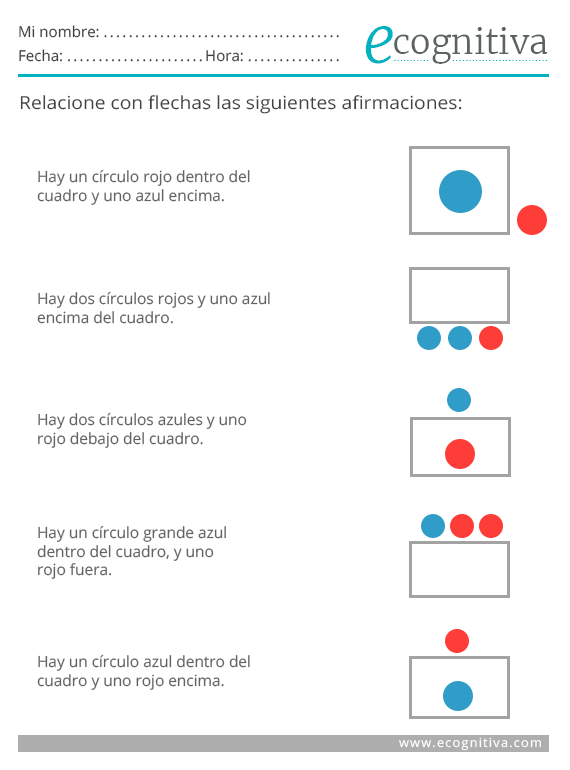 Mi nombre: ....................................
Fecha: ..................... Hora: ..............
ecognitiva
Relacione con flechas las siguientes afirmaciones:
Hay un círculo rojo dentro del
cuadro y uno azul encima.
Hay dos círculos rojos y uno azul
encima del cuadro.
Hay dos círculos azules y uno
rojo debajo del cuadro.
Hay un círculo grande azul
dentro del cuadro, y uno
rojo fuera.
Hay un círculo azul dentro del
cuadro y uno rojo encima.
www.ecognitiva.com